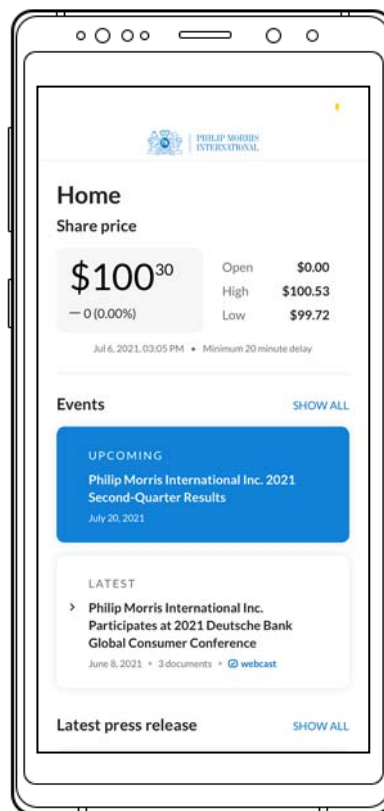 PHILIP MORRIS
INTERNATIONAL
Home
Share price
$10030
— 0 (0.00%)
Open $0.00
High $100.53
Low $99.72
Jul 6, 2021, 03:05 PM • Minimum 20 minute delay
Events SHOW ALL
UPCOMING
Philip Morris International Inc. 2021
Second-Quarter Results
July 20, 2021
LATEST
Philip Morris International Inc.
Participates at 2021 Deutsche Bank
Global Consumer Conference
June 8, 2021 • 3 documents • webcast
Latest press release SHOW ALL